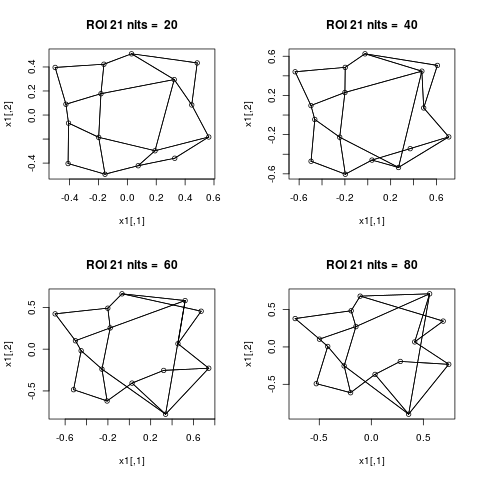 ROI 21 nits = 20
ROI 21 nits = 40
0.4
0.2
0.0
-0.4
x1[,2]
-0.4 -0.2 0.0 0.2 0.4 0.6
x1[,1]
0.6
0.2
-0.2
-0.6
x1[,2]
-0.6 -0.2 0.2 0.6
x1[,1]
ROI 21 nits = 60
ROI 21 nits = 80
0.5
0.0
-0.5
x1[,2]
-0.6 -0.2 0.2 0.6
x1[,1]
0.5
0.0
-0.5
x1[,2]
-0.5 0.0 0.5
x1[,1]